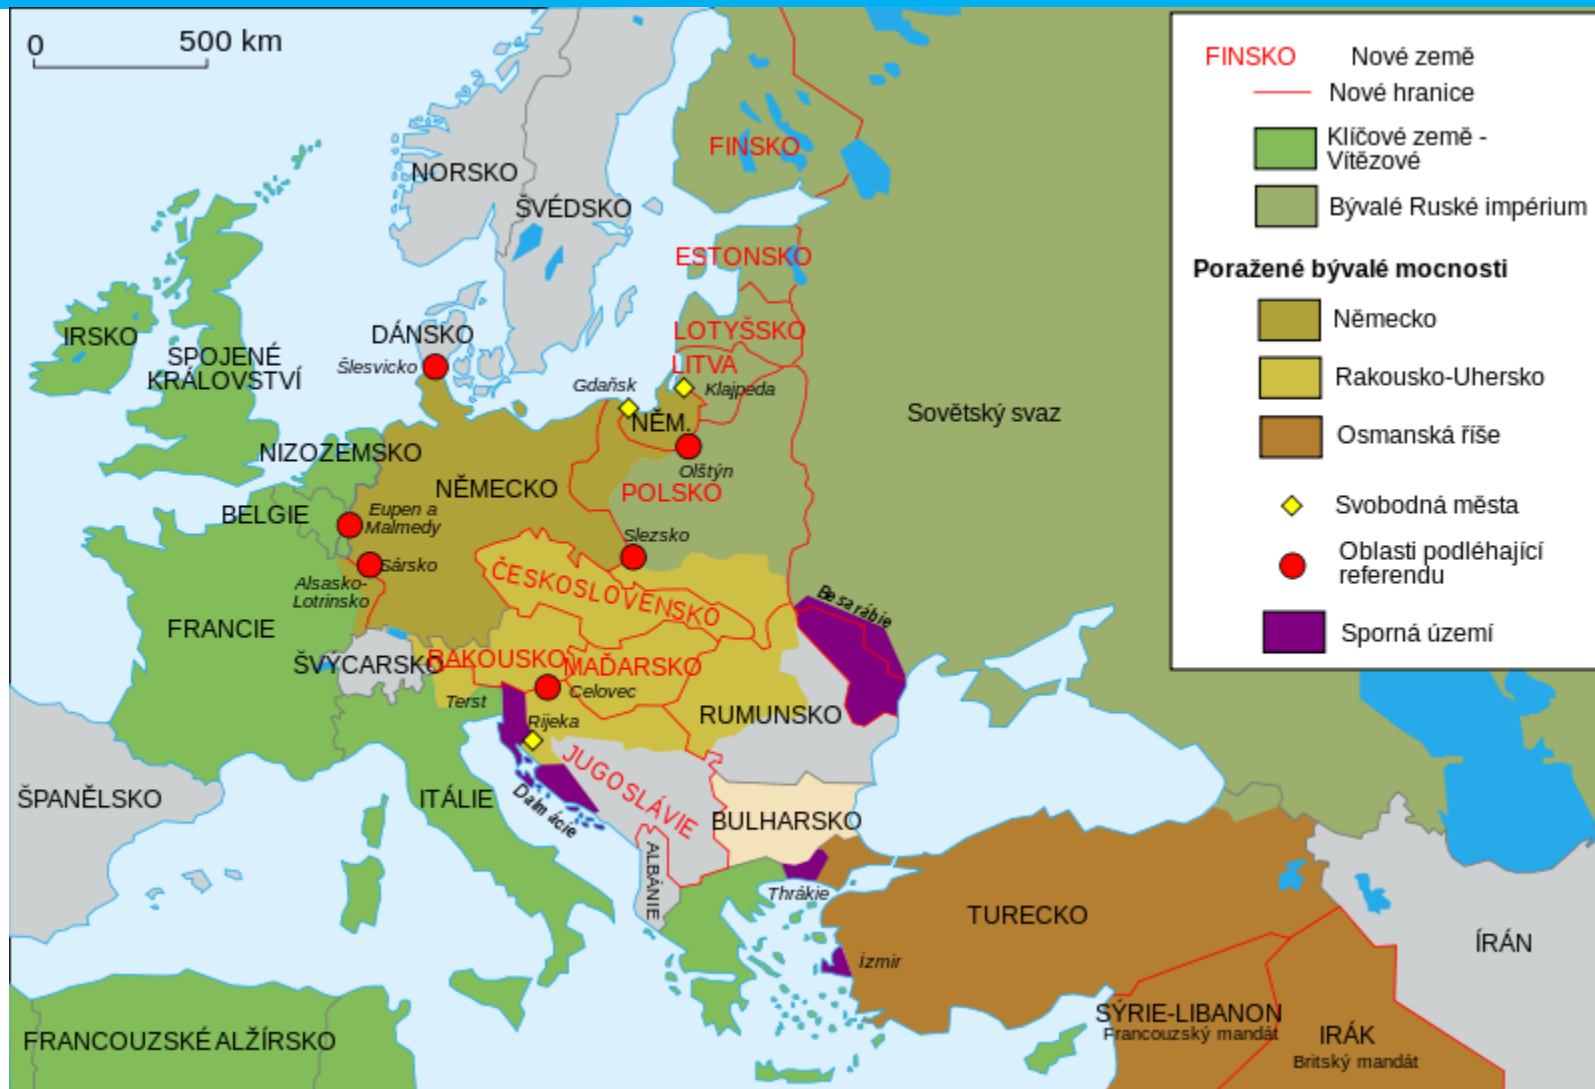 0
500 km
NORSKO
ŠVÉDSKO
FINSKO
ESTONSKO
LOTYŠSKO
LITVA
Klajpeda
IRSKO
SPOJENÉ
KRÁLOVSTVÍ
DÁNSKO
Šlesvicko
Gdaňsk
NĚM.
Olštýn
Sovětský svaz
NIZOZEMSKO
NĚMECKO
POLSKO
BELGIE
Eupen a
Malmedy
Slezsko
Sársko
Alsasko-
Lotrinsko
ČESKOSLOVENSKO
Besarábie
FRANCIE
ŠVÝCARSKO
RAKOUSKO
MAĎARSKO
Terst
Celovec
Rijeka
RUMUNSKO
JUGOSLÁVIE
ŠPANĚLSKO
ITÁLIE
Dalmácie
BULHARSKO
ALBÁNIE
Thrákie
TURECKO
Ízmir
ÍRÁN
SÝRIE-LIBANON
Francouzský mandát
IRÁK
Britský mandát
FRANCOUZSKÉ ALŽÍRSKO
FINSKO Nové země
Nové hranice
Klíčové země -
Vítězové
Bývalé Ruské impérium
Poražené bývalé mocnosti
Německo
Rakousko-Uhersko
Osmanská říše
Svobodná města
Oblasti podléhající
referendu
Sporná území